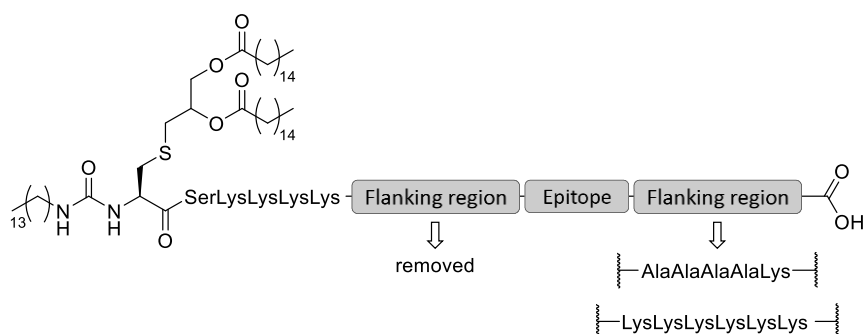 O
O
14
O
O
14
O
S
O
13
N
H
N
H
O
SerLysLysLysLys
Flanking region
Epitope
Flanking region
O
OH
removed
AlaAlaAlaAlaLys
LysLysLysLysLysLys